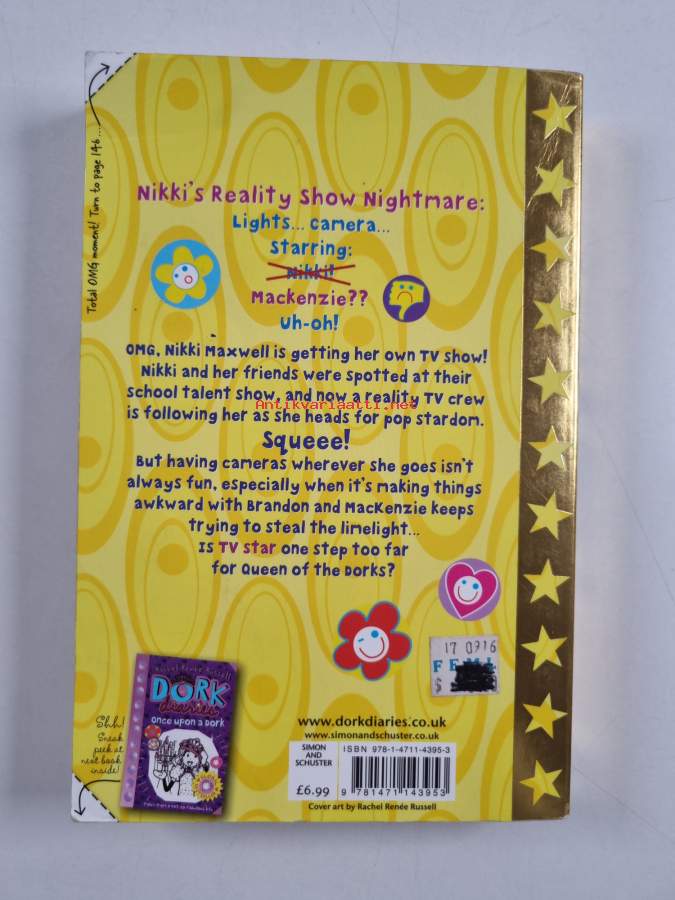 Total OMG moment! Turn to page 146...
Nikki's Reality Show Nightmare:
Lights... camera...
Starring:
Nikki!
Mackenzie??
Uh-oh!
OMG, Nikki Maxwell is getting her own TV show!
Nikki and her friends were spotted at their
school talent show, and now a reality TV crew
Antikvariaatti.net
is following her as she heads for pop stardom.
Squeee!
But having cameras wherever she goes isn't
always fun, especially when it's making things
awkward with Brandon and MacKenzie keeps
trying to steal the limelight...
Is TV star one step too far
for Queen of the Dorks?
17 0916
$
Rachel Renée Russell
DORK
diaries
Once upon a Dork
Shh!
Sneak
peek at
next book
inside!
www.dorkdiaries.co.uk
www.simonandschuster.co.uk
SIMON
AND
SCHUSTER
£6.99
ISBN 978-1-4711-4395-3
9 781471 143953
Cover art by Rachel Renée Russell